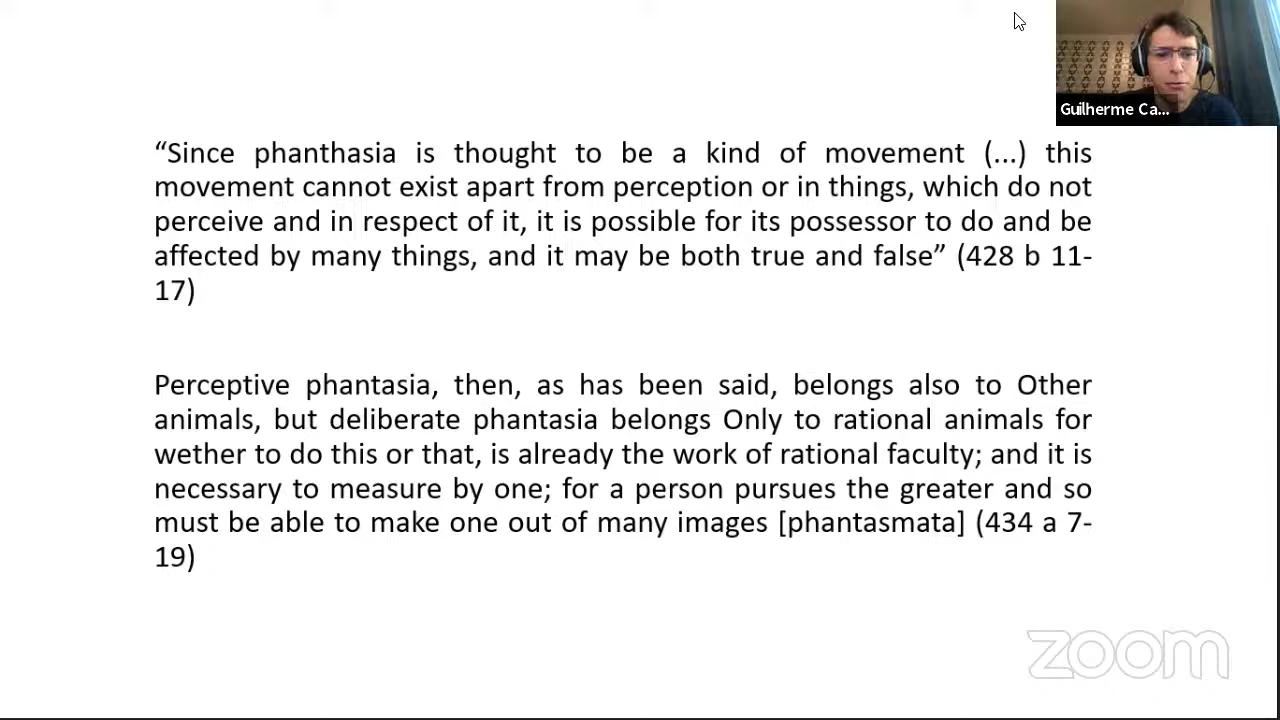 Guilherme Ca...
“Since phanthasia is thought to be a kind of movement (...) this
movement cannot exist apart from perception or in things, which do not
perceive and in respect of it, it is possible for its possessor to do and be
affected by many things, and it may be both true and false” (428 b 11-
17)
Perceptive phantasia, then, as has been said, belongs also to Other
animals, but deliberate phantasia belongs Only to rational animals for
wether to do this or that, is already the work of rational faculty; and it is
necessary to measure by one; for a person pursues the greater and so
must be able to make one out of many images [phantasmata] (434 a 7-
19)
zoom